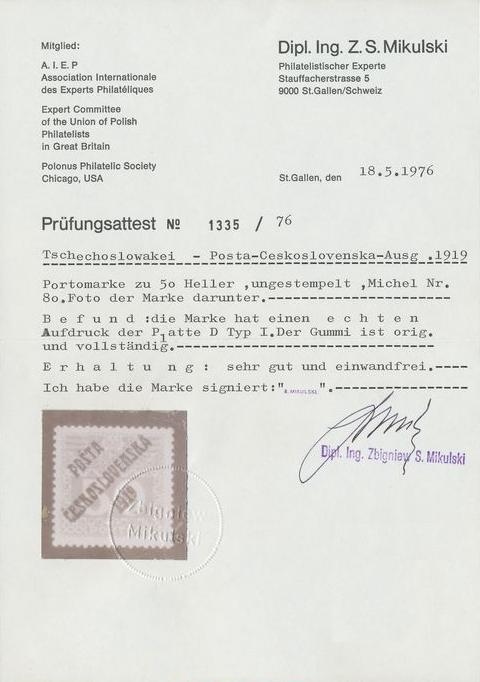 Mitglied:
A. I. E. P
Association Internationale
des Experts Philatéliques
Expert Committee
of the Union of Polish
Philatelists
in Great Britain
Polonus Philatelic Society
Chicago, USA
Dipl. Ing. Z. S. Mikulski
Philatelistischer Experte
Stauffacherstrasse 5
9000 St.Gallen/Schweiz
St.Gallen, den 18.5.1976
Prüfungsattest № 1335 / 76
Tschechoslowakei - Posta-Ceskoslovenska-Ausg .1919
Portomarke zu 50 Heller ,ungestempelt ,Michel Nr.
80.Foto der Marke darunter.
B e f u n d :die Marke hat einen e c h t e n
Aufdruck der Platte D Typ I.Der Gummi ist orig.
und vollständig.
E r h a l t u n g : sehr gut und einwandfrei.
Ich habe die Marke signiert:"Z. MIKULSKI".
Dipl. Ing. Zbigniew S. Mikulski
POŠTA
ČESKOSLOVENSKÁ
1919
Zbigniew
Mikulski